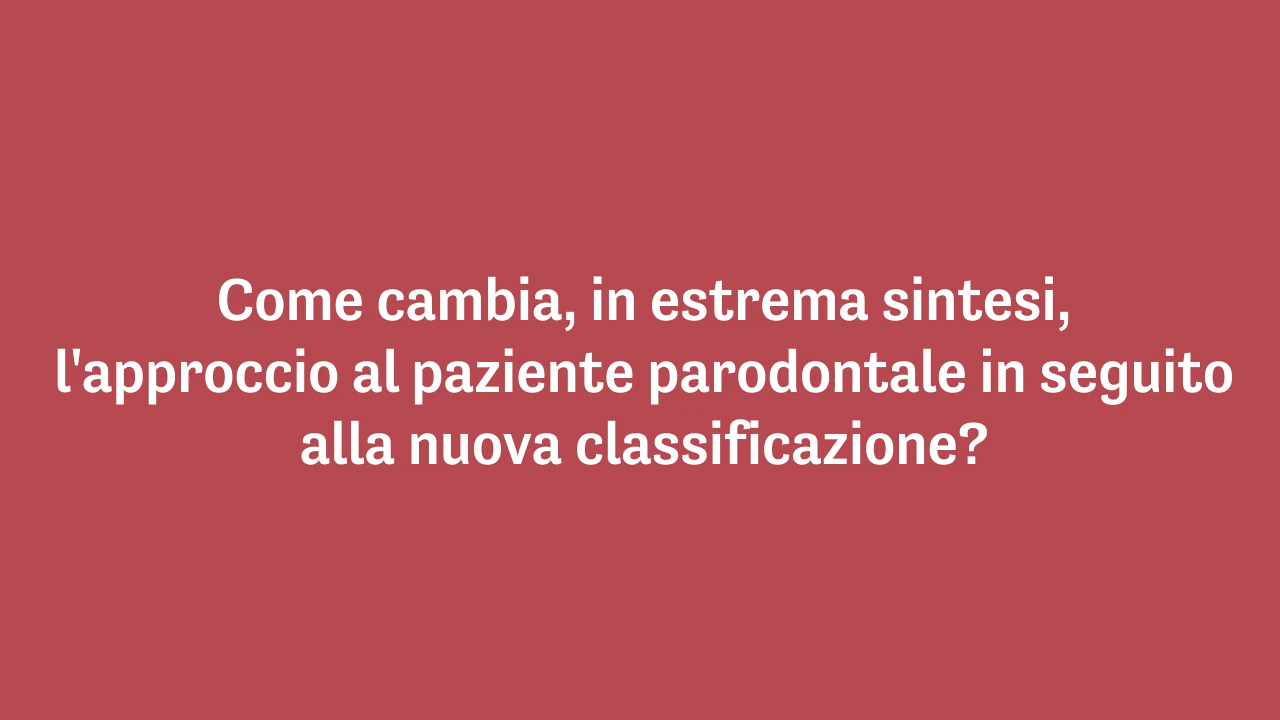 Come cambia, in estrema sintesi,
l'approccio al paziente parodontale in seguito
alla nuova classificazione?